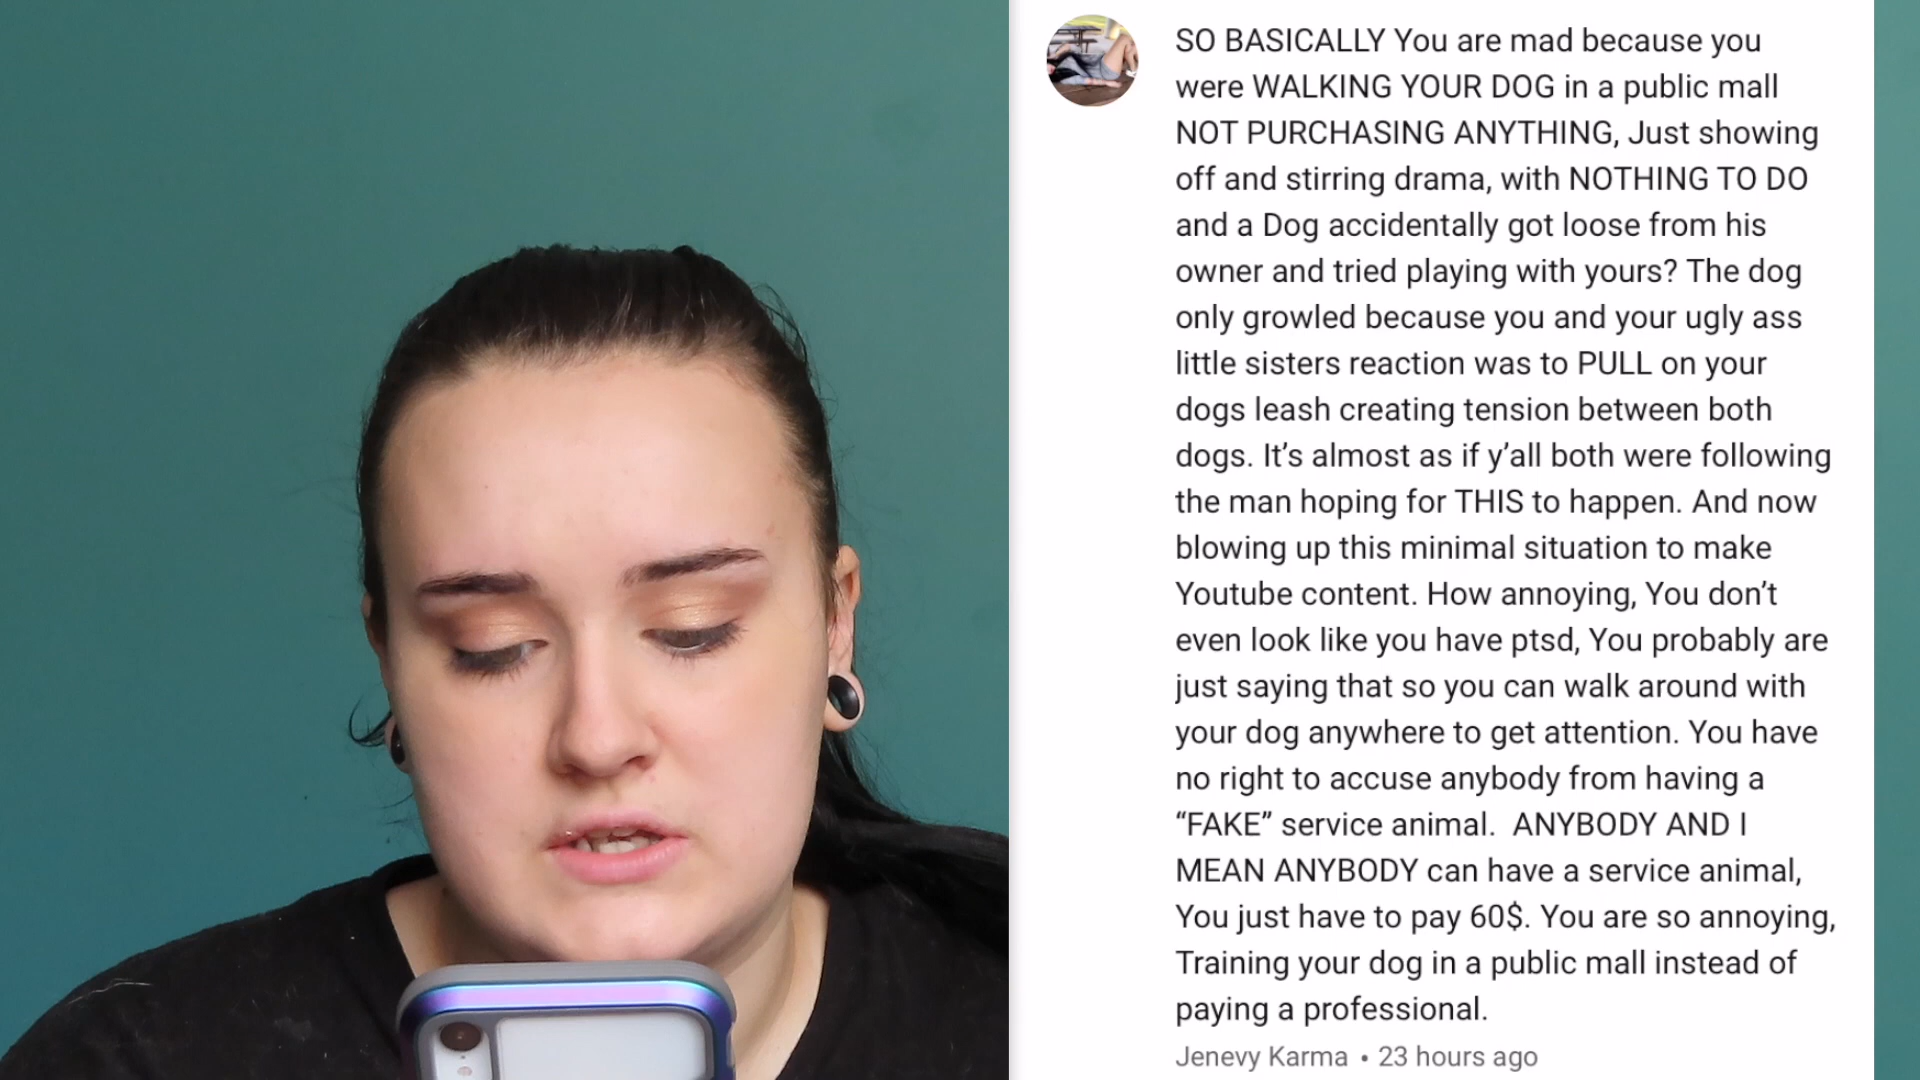 SO BASICALLY You are mad because you
were WALKING YOUR DOG in a public mall
NOT PURCHASING ANYTHING, Just showing
off and stirring drama, with NOTHING TO DO
and a Dog accidentally got loose from his
owner and tried playing with yours? The dog
only growled because you and your ugly ass
little sisters reaction was to PULL on your
dogs leash creating tension between both
dogs. It’s almost as if y’all both were following
the man hoping for THIS to happen. And now
blowing up this minimal situation to make
Youtube content. How annoying, You don’t
even look like you have ptsd, You probably are
just saying that so you can walk around with
your dog anywhere to get attention. You have
no right to accuse anybody from having a
“FAKE” service animal.  ANYBODY AND I
MEAN ANYBODY can have a service animal,
You just have to pay 60$. You are so annoying,
Training your dog in a public mall instead of
paying a professional.
Jenevy Karma • 23 hours ago